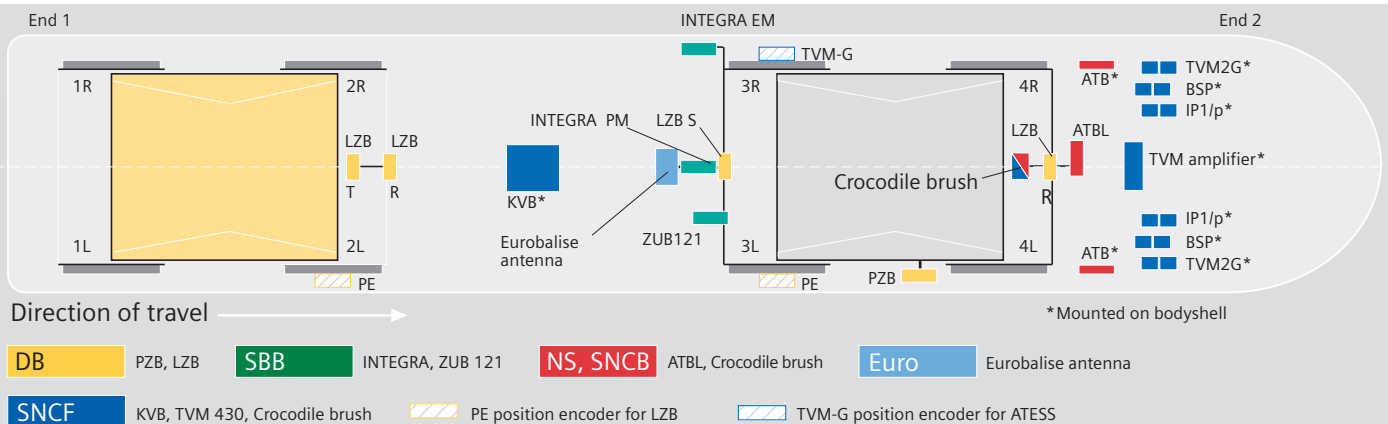 End 1
INTEGRA EM
End 2
TVM-G
TVM2G*
ATB*
BSP*
1R
2R
3R
4R
IP1/p*
INTEGRA PM
LZB S
LZB
LZB
LZB
ATBL
TVM amplifier*
Crocodile brush
T
R
R
KVB*
IP1/p*
Eurobalise
antenna
ZUB121
1L
2L
3L
4L
BSP*
ATB*
TVM2G*
PE
PE
PZB
Direction of travel
*Mounted on bodyshell
DB
PZB, LZB
SBB
INTEGRA, ZUB 121
NS, SNCB
ATBL, Crocodile brush
Euro
Eurobalise antenna
SNCF
KVB, TVM 430, Crocodile brush
PE position encoder for LZB
TVM-G position encoder for ATESS